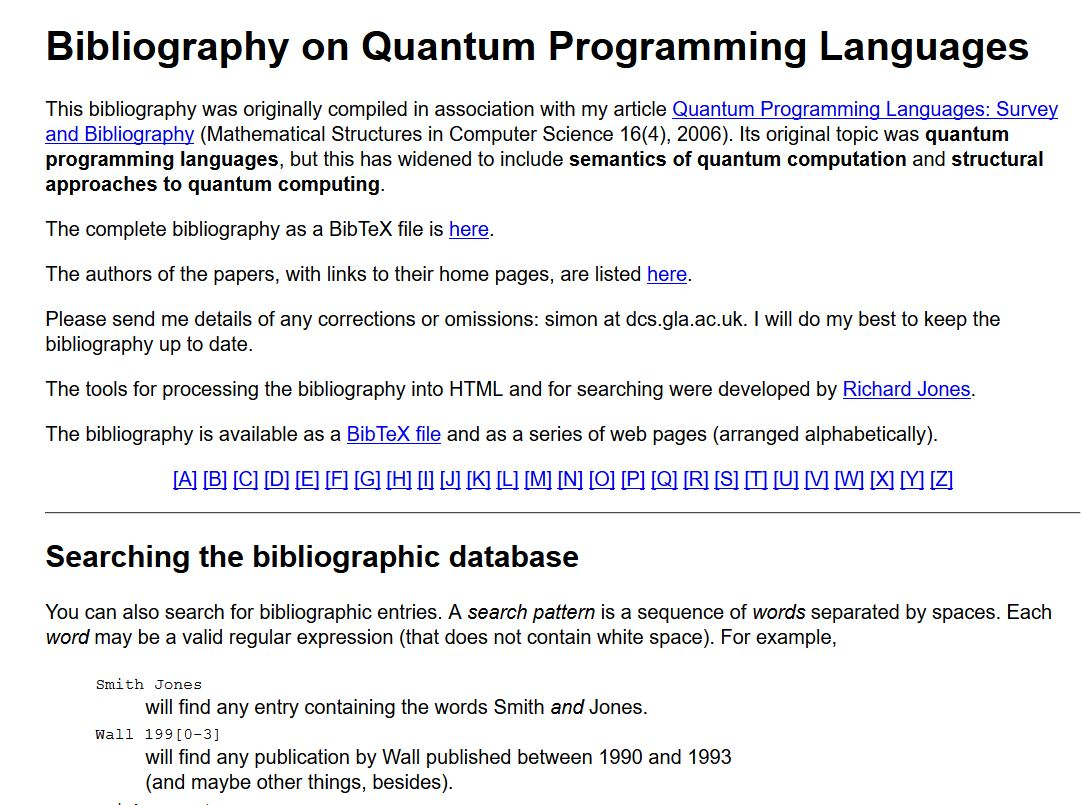 Bibliography on Quantum Programming Languages
This bibliography was originally compiled in association with my article Quantum Programming Languages: Survey
and Bibliography (Mathematical Structures in Computer Science 16(4), 2006). Its original topic was quantum
programming languages, but this has widened to include semantics of quantum computation and structural
approaches to quantum computing.
The complete bibliography as a BibTeX file is here.
The authors of the papers, with links to their home pages, are listed here.
Please send me details of any corrections or omissions: simon at dcs.gla.ac.uk. I will do my best to keep the
bibliography up to date.
The tools for processing the bibliography into HTML and for searching were developed by Richard Jones.
The bibliography is available as a BibTeX file and as a series of web pages (arranged alphabetically).
[A] [B] [C] [D] [E] [F] [G] [H] [I] [J] [K] [L] [M] [N] [O] [P] [Q] [R] [S] [T] [U] [V] [W] [X] [Y] [Z]
Searching the bibliographic database
You can also search for bibliographic entries. A search pattern is a sequence of words separated by spaces. Each
word may be a valid regular expression (that does not contain white space). For example,
Smith Jones
will find any entry containing the words Smith and Jones.
Wall 199[0-3]
will find any publication by Wall published between 1990 and 1993
(and maybe other things, besides).